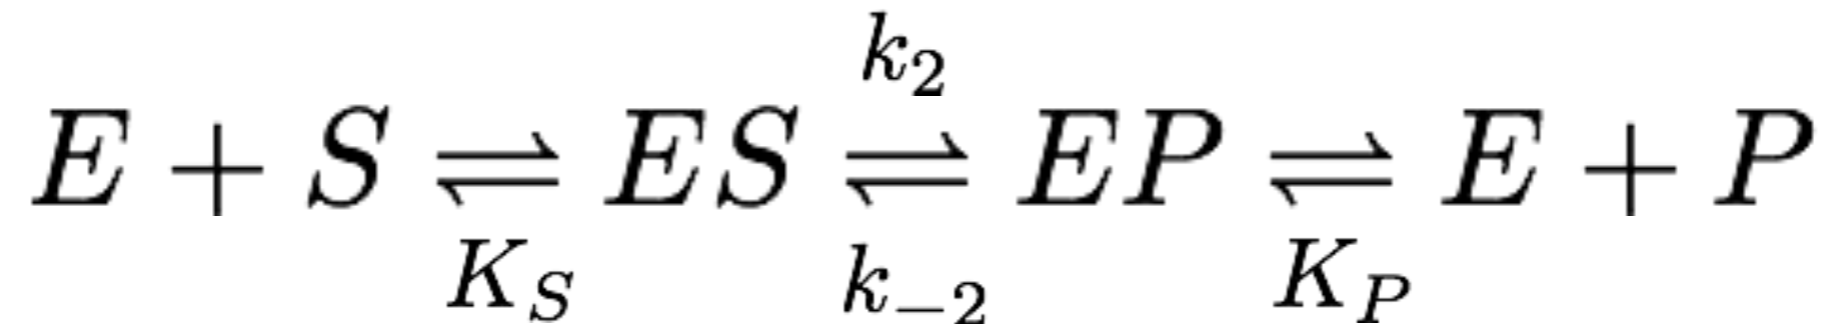 k₂
E + S ⇌ ES ⇌ EP ⇌ E + P
K_S k₋₂ K_P